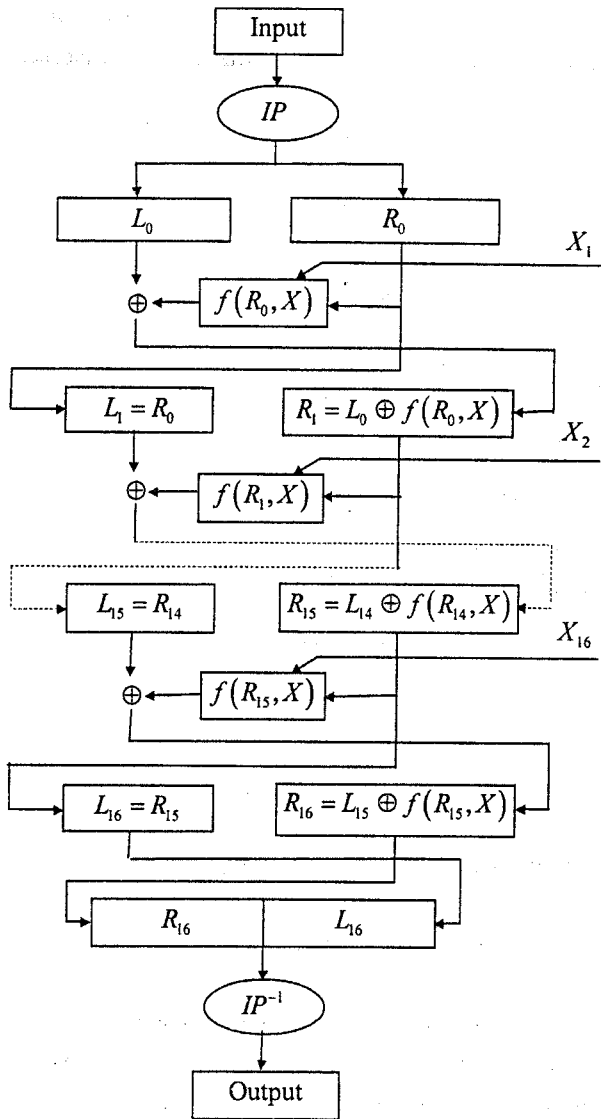 Input
IP
L₀
R₀
X₁
⊕
f(R₀, X)
L₁ = R₀
R₁ = L₀ ⊕ f(R₀, X)
X₂
⊕
f(R₁, X)
L₁₅ = R₁₄
R₁₅ = L₁₄ ⊕ f(R₁₄, X)
X₁₆
⊕
f(R₁₅, X)
L₁₆ = R₁₅
R₁₆ = L₁₅ ⊕ f(R₁₅, X)
R₁₆
L₁₆
IP⁻¹
Output